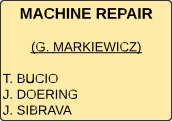 MACHINE REPAIR
(G. MARKIEWICZ)
T. BUCIO
J. DOERING
J. SIBRAVA